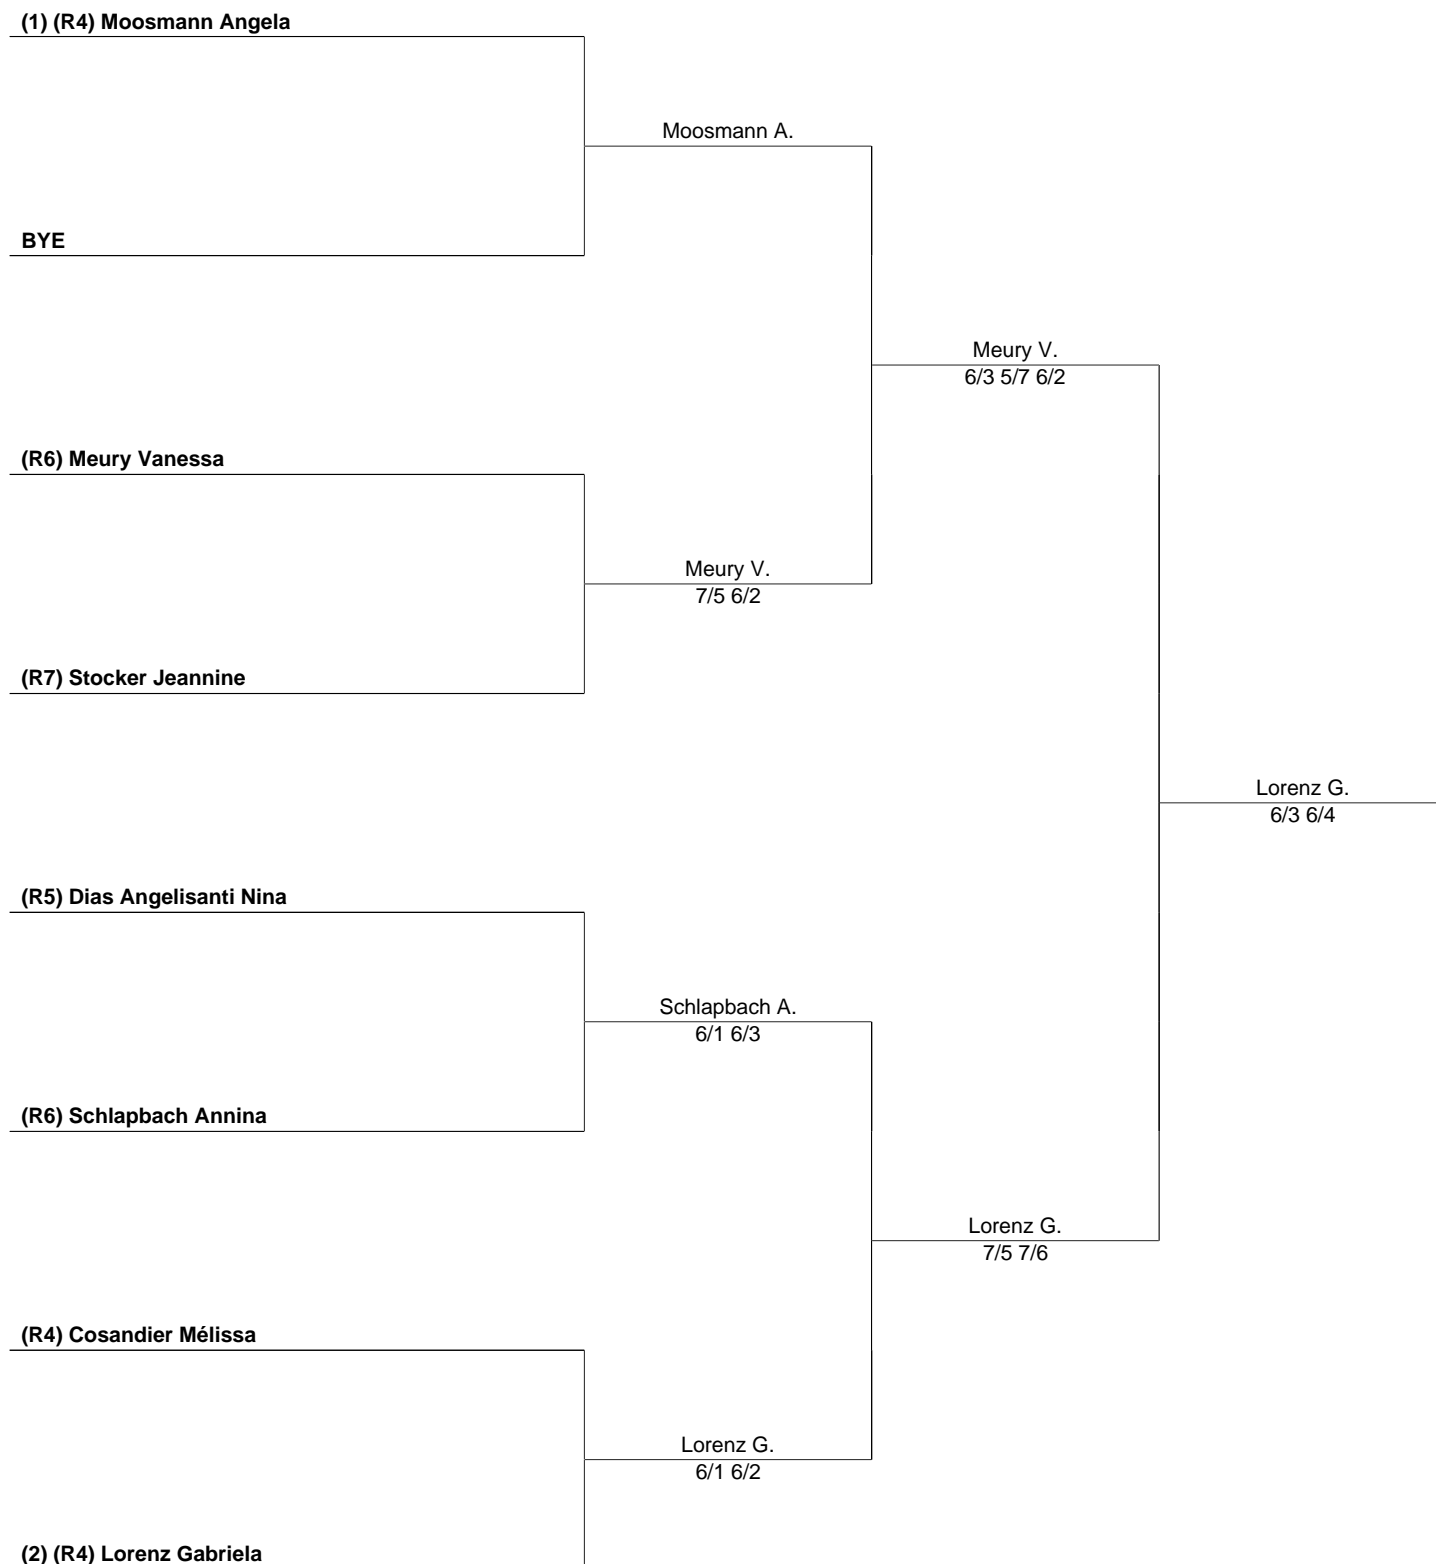 (1) (R4) Moosmann Angela
Moosmann A.
BYE
Meury V.
6/3 5/7 6/2
(R6) Meury Vanessa
Meury V.
7/5 6/2
(R7) Stocker Jeannine
Lorenz G.
6/3 6/4
(R5) Dias Angelisanti Nina
Schlapbach A.
6/1 6/3
(R6) Schlapbach Annina
Lorenz G.
7/5 7/6
(R4) Cosandier Mélissa
Lorenz G.
6/1 6/2
(2) (R4) Lorenz Gabriela